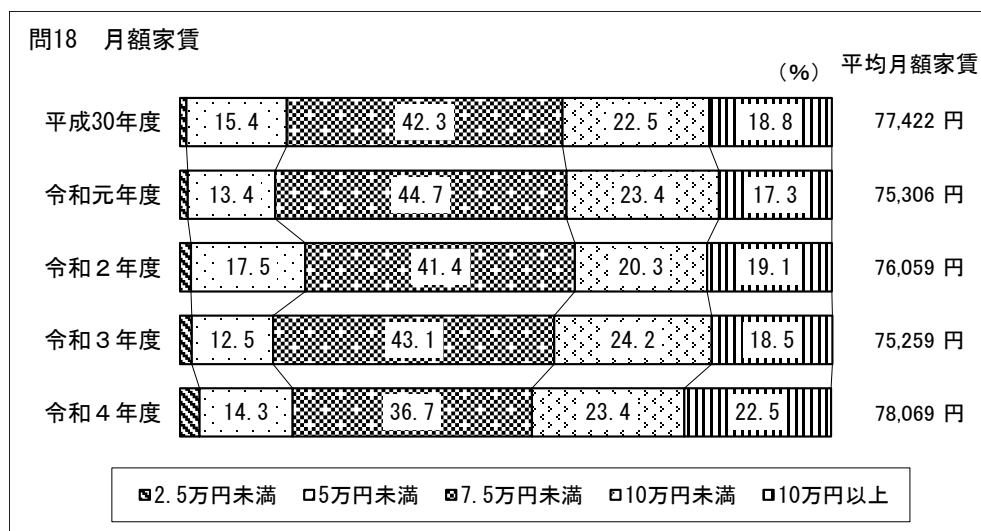 問18　月額家賃
（％）　平均月額家賃
平成30年度　15.4　42.3　22.5　18.8　77,422 円
令和元年度　13.4　44.7　23.4　17.3　75,306 円
令和２年度　17.5　41.4　20.3　19.1　76,059 円
令和３年度　12.5　43.1　24.2　18.5　75,259 円
令和４年度　14.3　36.7　23.4　22.5　78,069 円
2.5万円未満　5万円未満　7.5万円未満　10万円未満　10万円以上